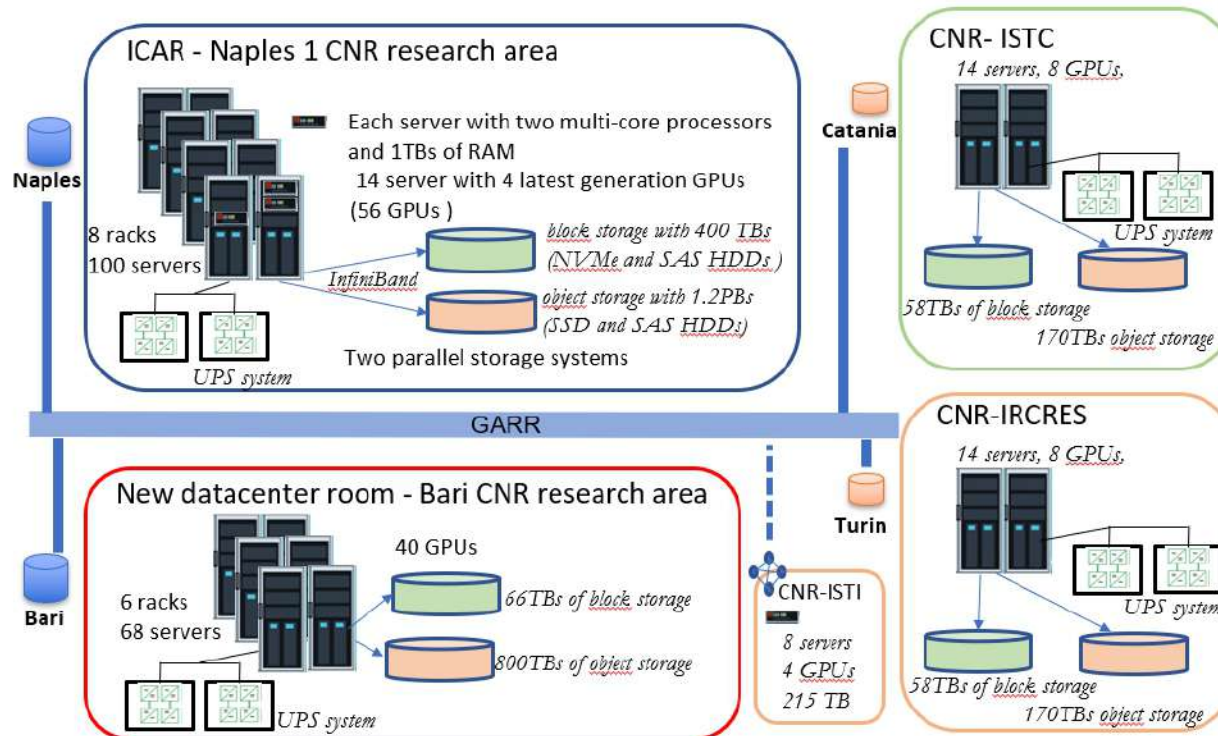 ICAR - Naples 1 CNR research area
Each server with two multi-core processors
and 1TBs of RAM
14 server with 4 latest generation GPUs
(56 GPUs )
8 racks
100 servers
InfiniBand
block storage with 400 TBs
(NVMe and SAS HDDs )
object storage with 1.2PBs
(SSD and SAS HDDs)
Two parallel storage systems
UPS system
Naples
Catania
CNR- ISTC
14 servers, 8 GPUs,
UPS system
58TBs of block storage
170TBs object storage
GARR
New datacenter room - Bari CNR research area
40 GPUs
6 racks
68 servers
66TBs of block storage
800TBs of object storage
UPS system
Bari
Turin
CNR-ISTI
8 servers
4 GPUs
215 TB
CNR-IRCRES
14 servers, 8 GPUs,
UPS system
58TBs of block storage
170TBs object storage